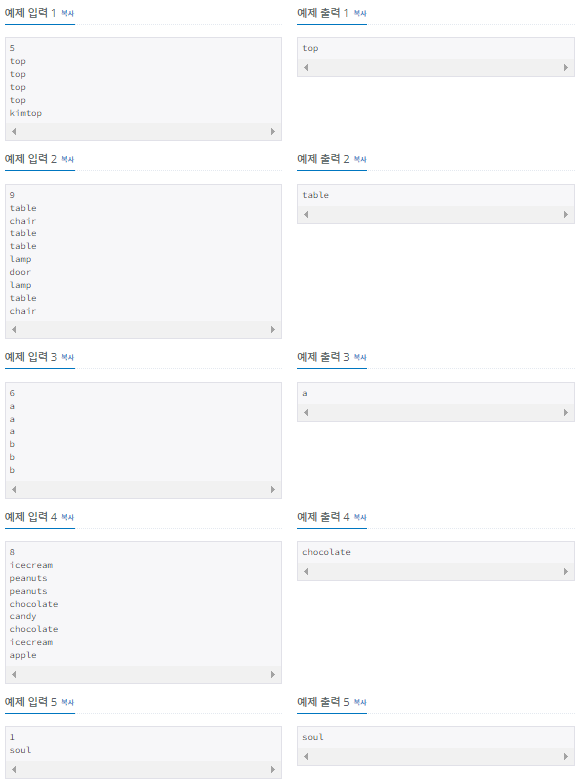 예제 입력 1 복사
5
top
top
top
top
kimtop
예제 출력 1 복사
top
예제 입력 2 복사
9
table
chair
table
table
lamp
door
lamp
table
chair
예제 출력 2 복사
table
예제 입력 3 복사
6
a
a
a
b
b
b
예제 출력 3 복사
a
예제 입력 4 복사
8
icecream
peanuts
peanuts
chocolate
candy
chocolate
icecream
apple
예제 출력 4 복사
chocolate
예제 입력 5 복사
1
soul
예제 출력 5 복사
soul